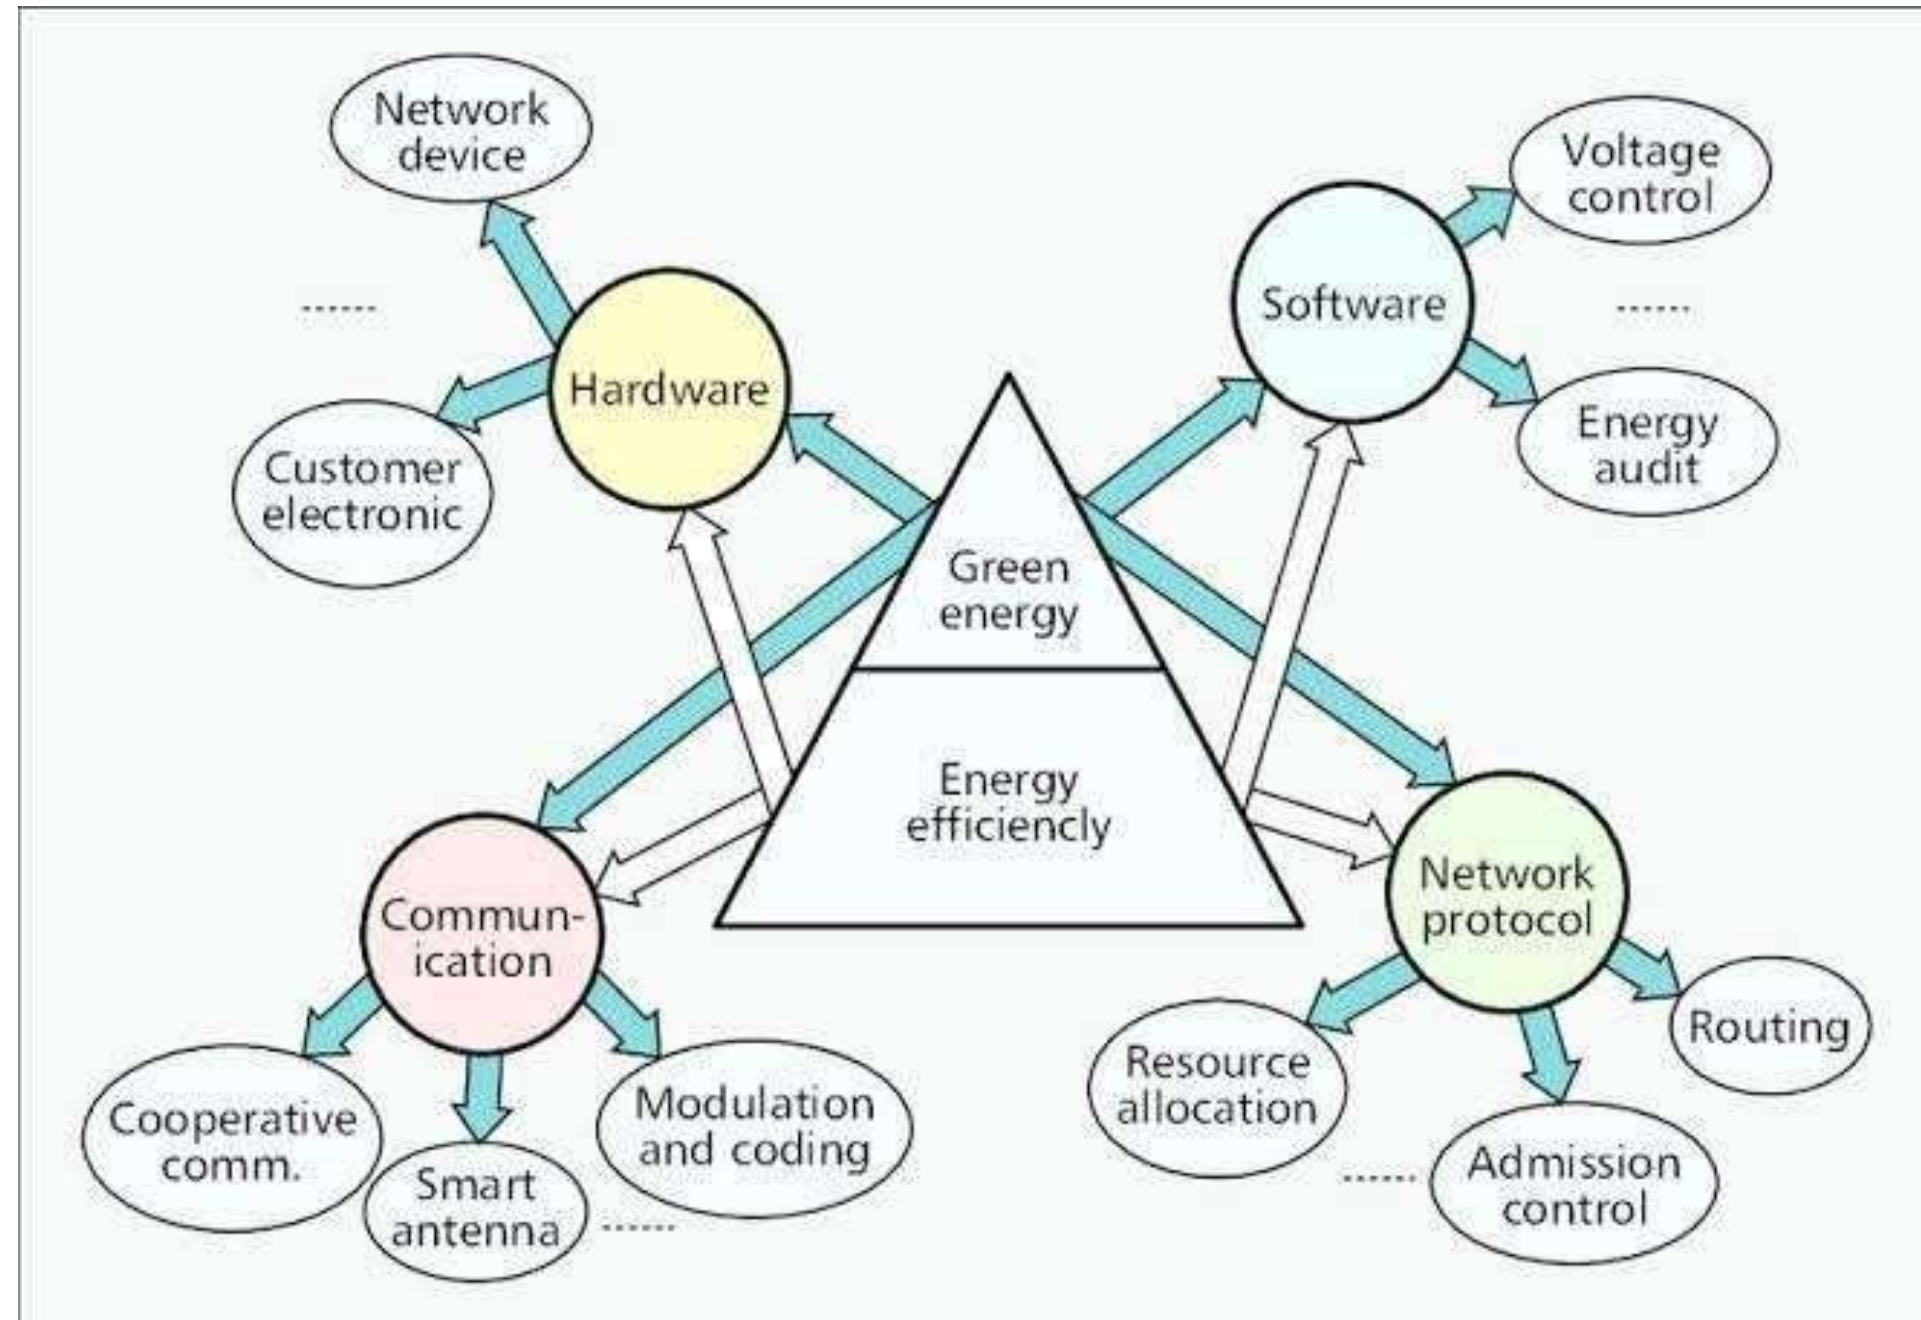 Network
device
Voltage
control
Software
Hardware
Customer
electronic
Energy
audit
Green
energy
Energy
efficiencly
Commun-
ication
Network
protocol
Cooperative
comm.
Smart
antenna
Modulation
and coding
Resource
allocation
Admission
control
Routing